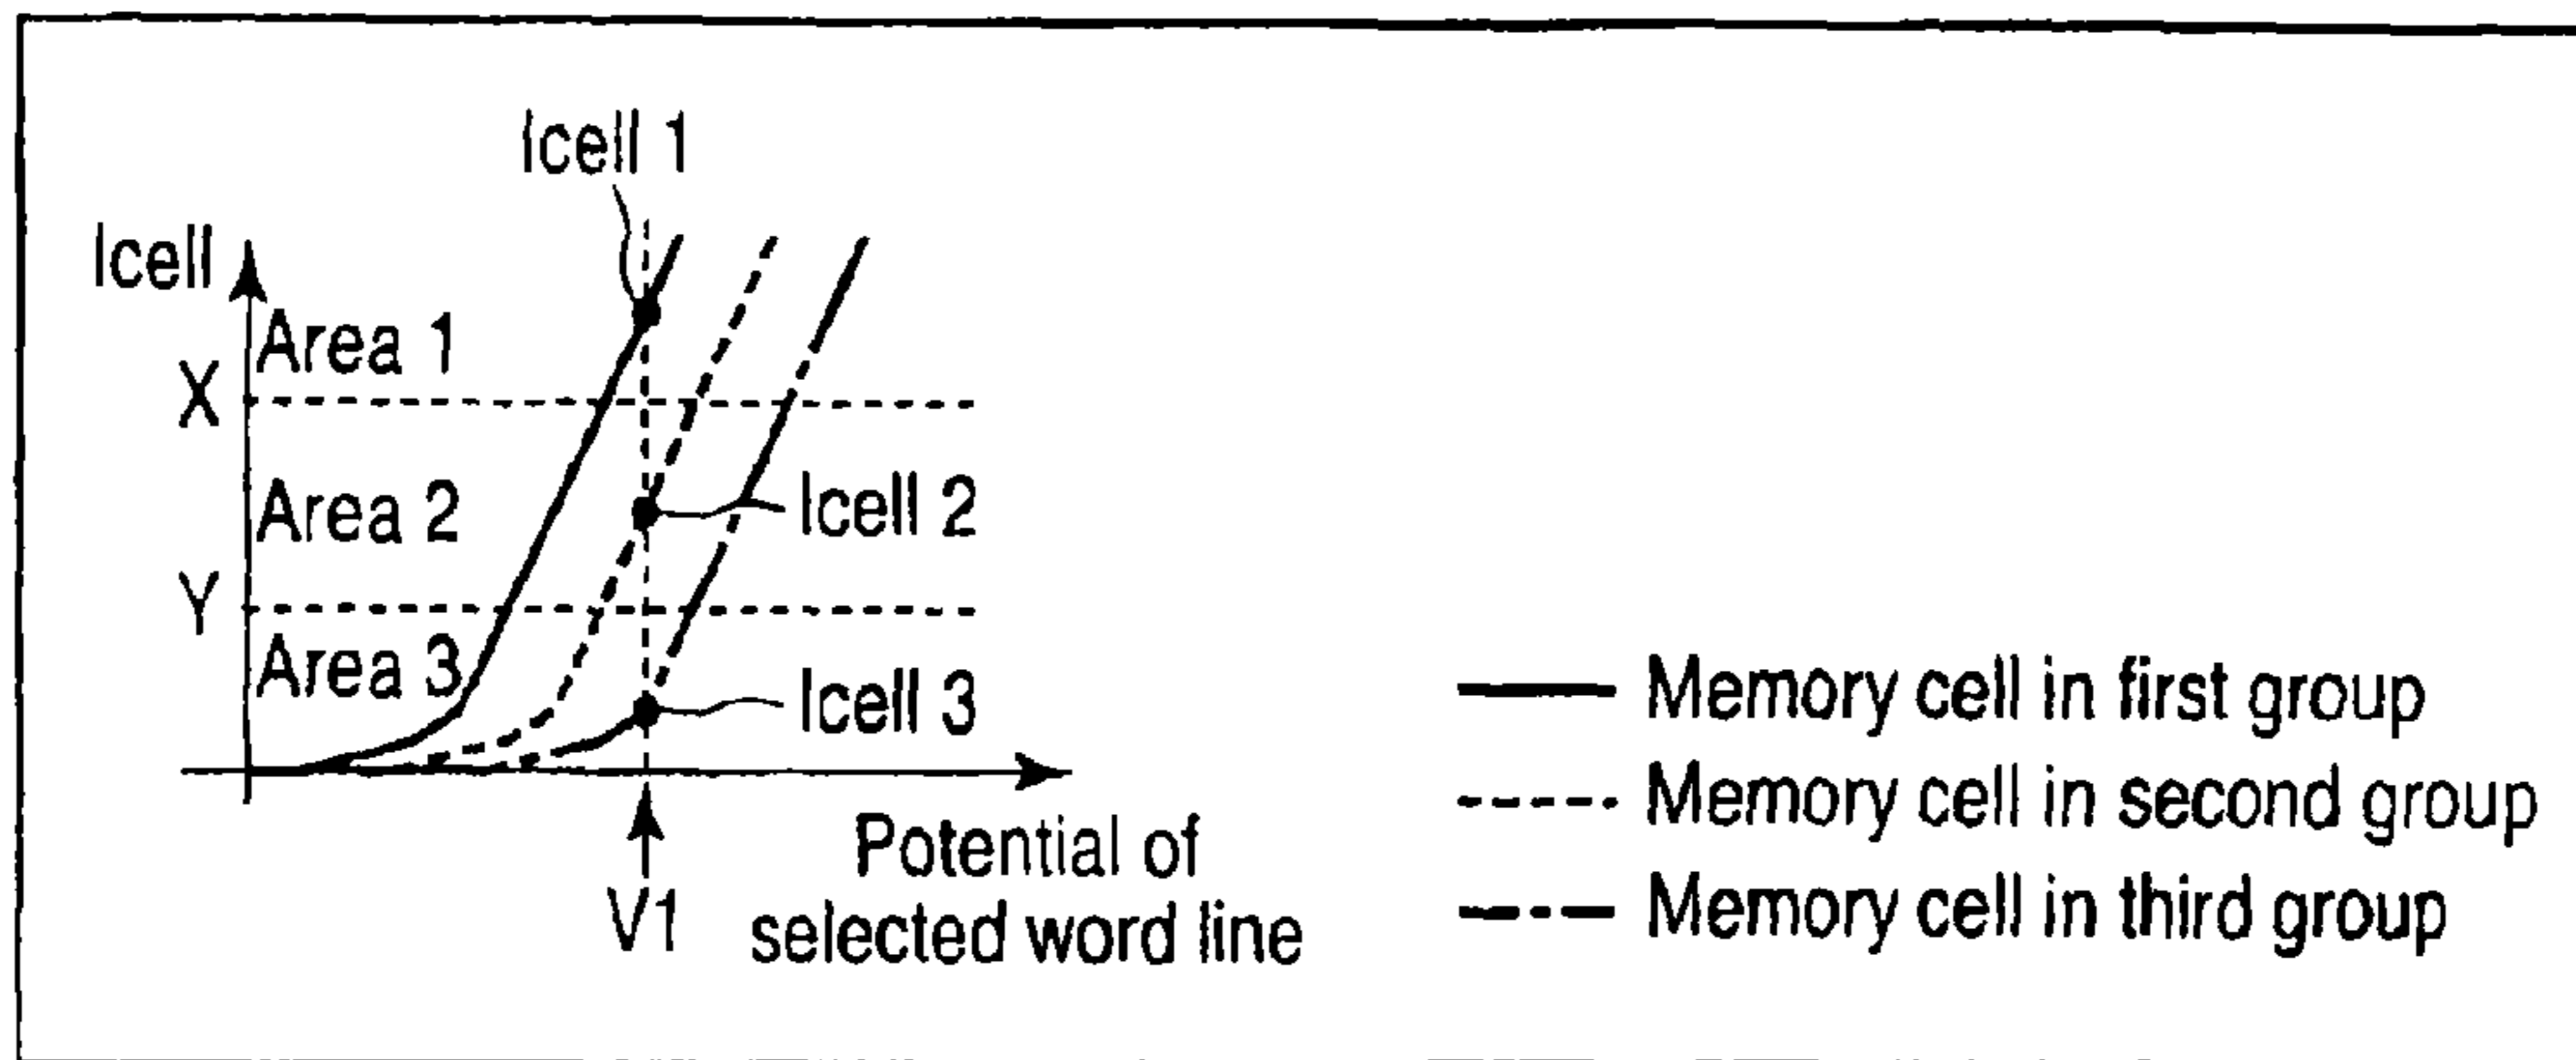 Icell 1
Icell
Area 1
X
Area 2
Icell 2
Y
Area 3
Icell 3
V1
Potential of
selected word line
Memory cell in first group
Memory cell in second group
Memory cell in third group